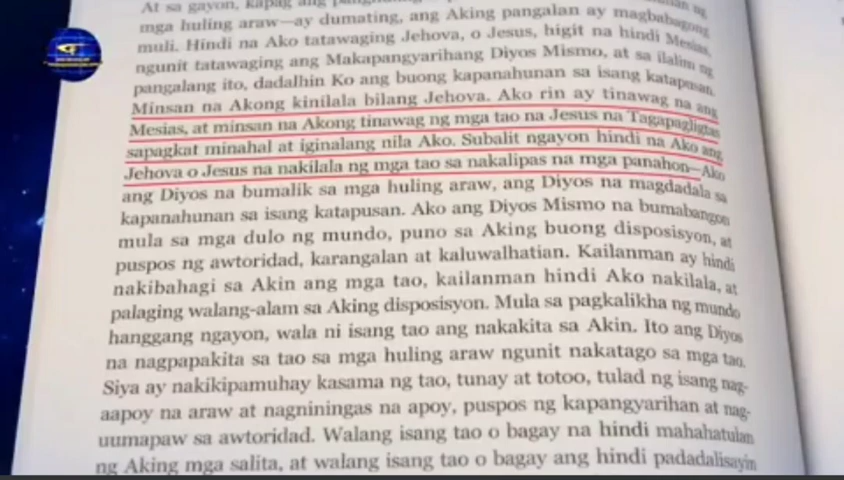 At sa gayon, kapag ang
mga huling araw—ay dumating, ang Aking pangalan ay magbabagong
muli. Hindi na Ako tatawaging Jehova, o Jesus, higit na hindi Mesias,
ngunit tatawaging ang Makapangyarihang Diyos Mismo, at sa ilalim ng
pangalang ito, dadalhin Ko ang buong kapanahunan sa isang katapusan.
Minsan na Akong kinilala bilang Jehova. Ako rin ay tinawag na ang
Mesias, at minsan na Akong tinawag ng mga tao na Jesus na Tagapagligtas
sapagkat minahal at iginalang nila Ako. Subalit ngayon hindi na Ako ang
Jehova o Jesus na nakilala ng mga tao sa nakalipas na mga panahon—Ako
ang Diyos na bumalik sa mga huling araw, ang Diyos na magdadala sa
kapanahunan sa isang katapusan. Ako ang Diyos Mismo na bumabangon
mula sa mga dulo ng mundo, puno sa Aking buong disposisyon, at
puspos ng awtoridad, karangalan at kaluwalhatian. Kailanman ay hindi
nakibahagi sa Akin ang mga tao, kailanman hindi Ako nakilala, at
palaging walang-alam sa Aking disposisyon. Mula sa pagkalikha ng mundo
hanggang ngayon, wala ni isang tao ang nakakita sa Akin. Ito ang Diyos
na nagpapakita sa tao sa mga huling araw ngunit nakatago sa mga tao.
Siya ay nakikipamuhay kasama ng tao, tunay at totoo, tulad ng isang nag-
aapoy na araw at nagniningas na apoy, puspos ng kapangyarihan at nag-
uumapaw sa awtoridad. Walang isang tao o bagay na hindi mahahatulan
ng Aking mga salita, at walang isang tao o bagay ang hindi padadalisayin